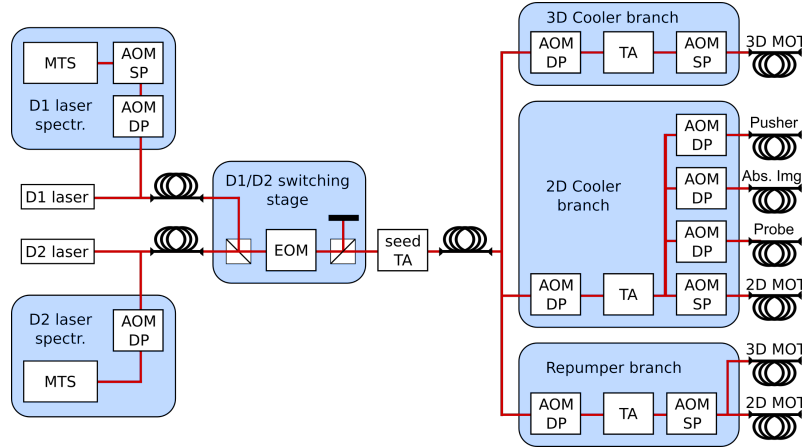 3D Cooler branch
AOM
DP
TA
AOM
SP
3D MOT
MTS
AOM
SP
D1 laser
spectr.
AOM
DP
D1 laser
D2 laser
D1/D2 switching
stage
EOM
seed
TA
D2 laser
spectr.
AOM
DP
MTS
2D Cooler
branch
AOM
DP
Pusher
AOM
DP
Abs. Img.
AOM
DP
Probe
AOM
DP
TA
AOM
SP
2D MOT
Repumper branch
AOM
DP
TA
AOM
SP
3D MOT
2D MOT